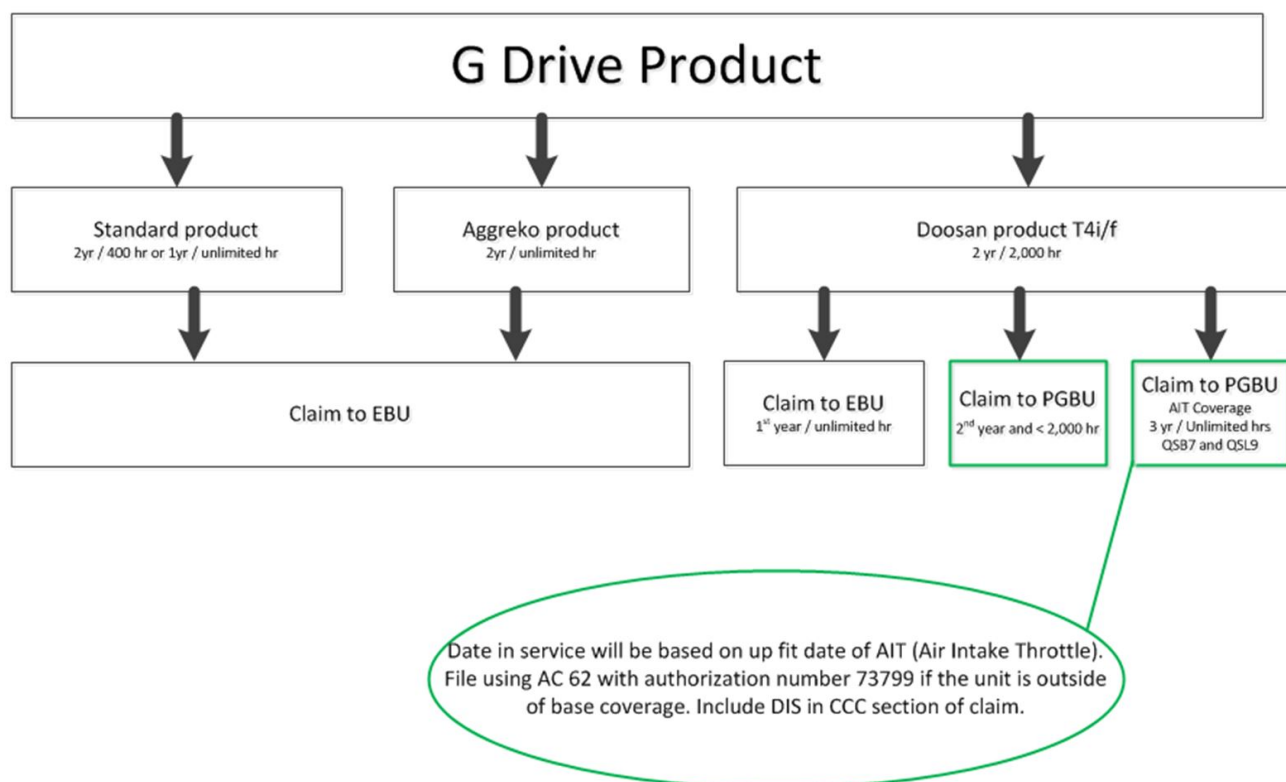 G Drive Product
Standard product
2yr / 400 hr or 1yr / unlimited hr
Aggreko product
2yr / unlimited hr
Doosan product T4i/f
2 yr / 2,000 hr
Claim to EBU
Claim to EBU
1st year / unlimited hr
Claim to PGBU
2nd year and < 2,000 hr
Claim to PGBU
AIT Coverage
3 yr / Unlimited hrs
QSB7 and QSL9
Date in service will be based on up fit date of AIT (Air Intake Throttle).
File using AC 62 with authorization number 73799 if the unit is outside
of base coverage. Include DIS in CCC section of claim.